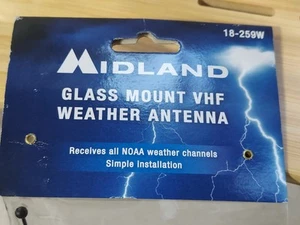 18-259W
MIDLAND
GLASS MOUNT VHF
WEATHER ANTENNA
Receives all NOAA weather channels
Simple Installation